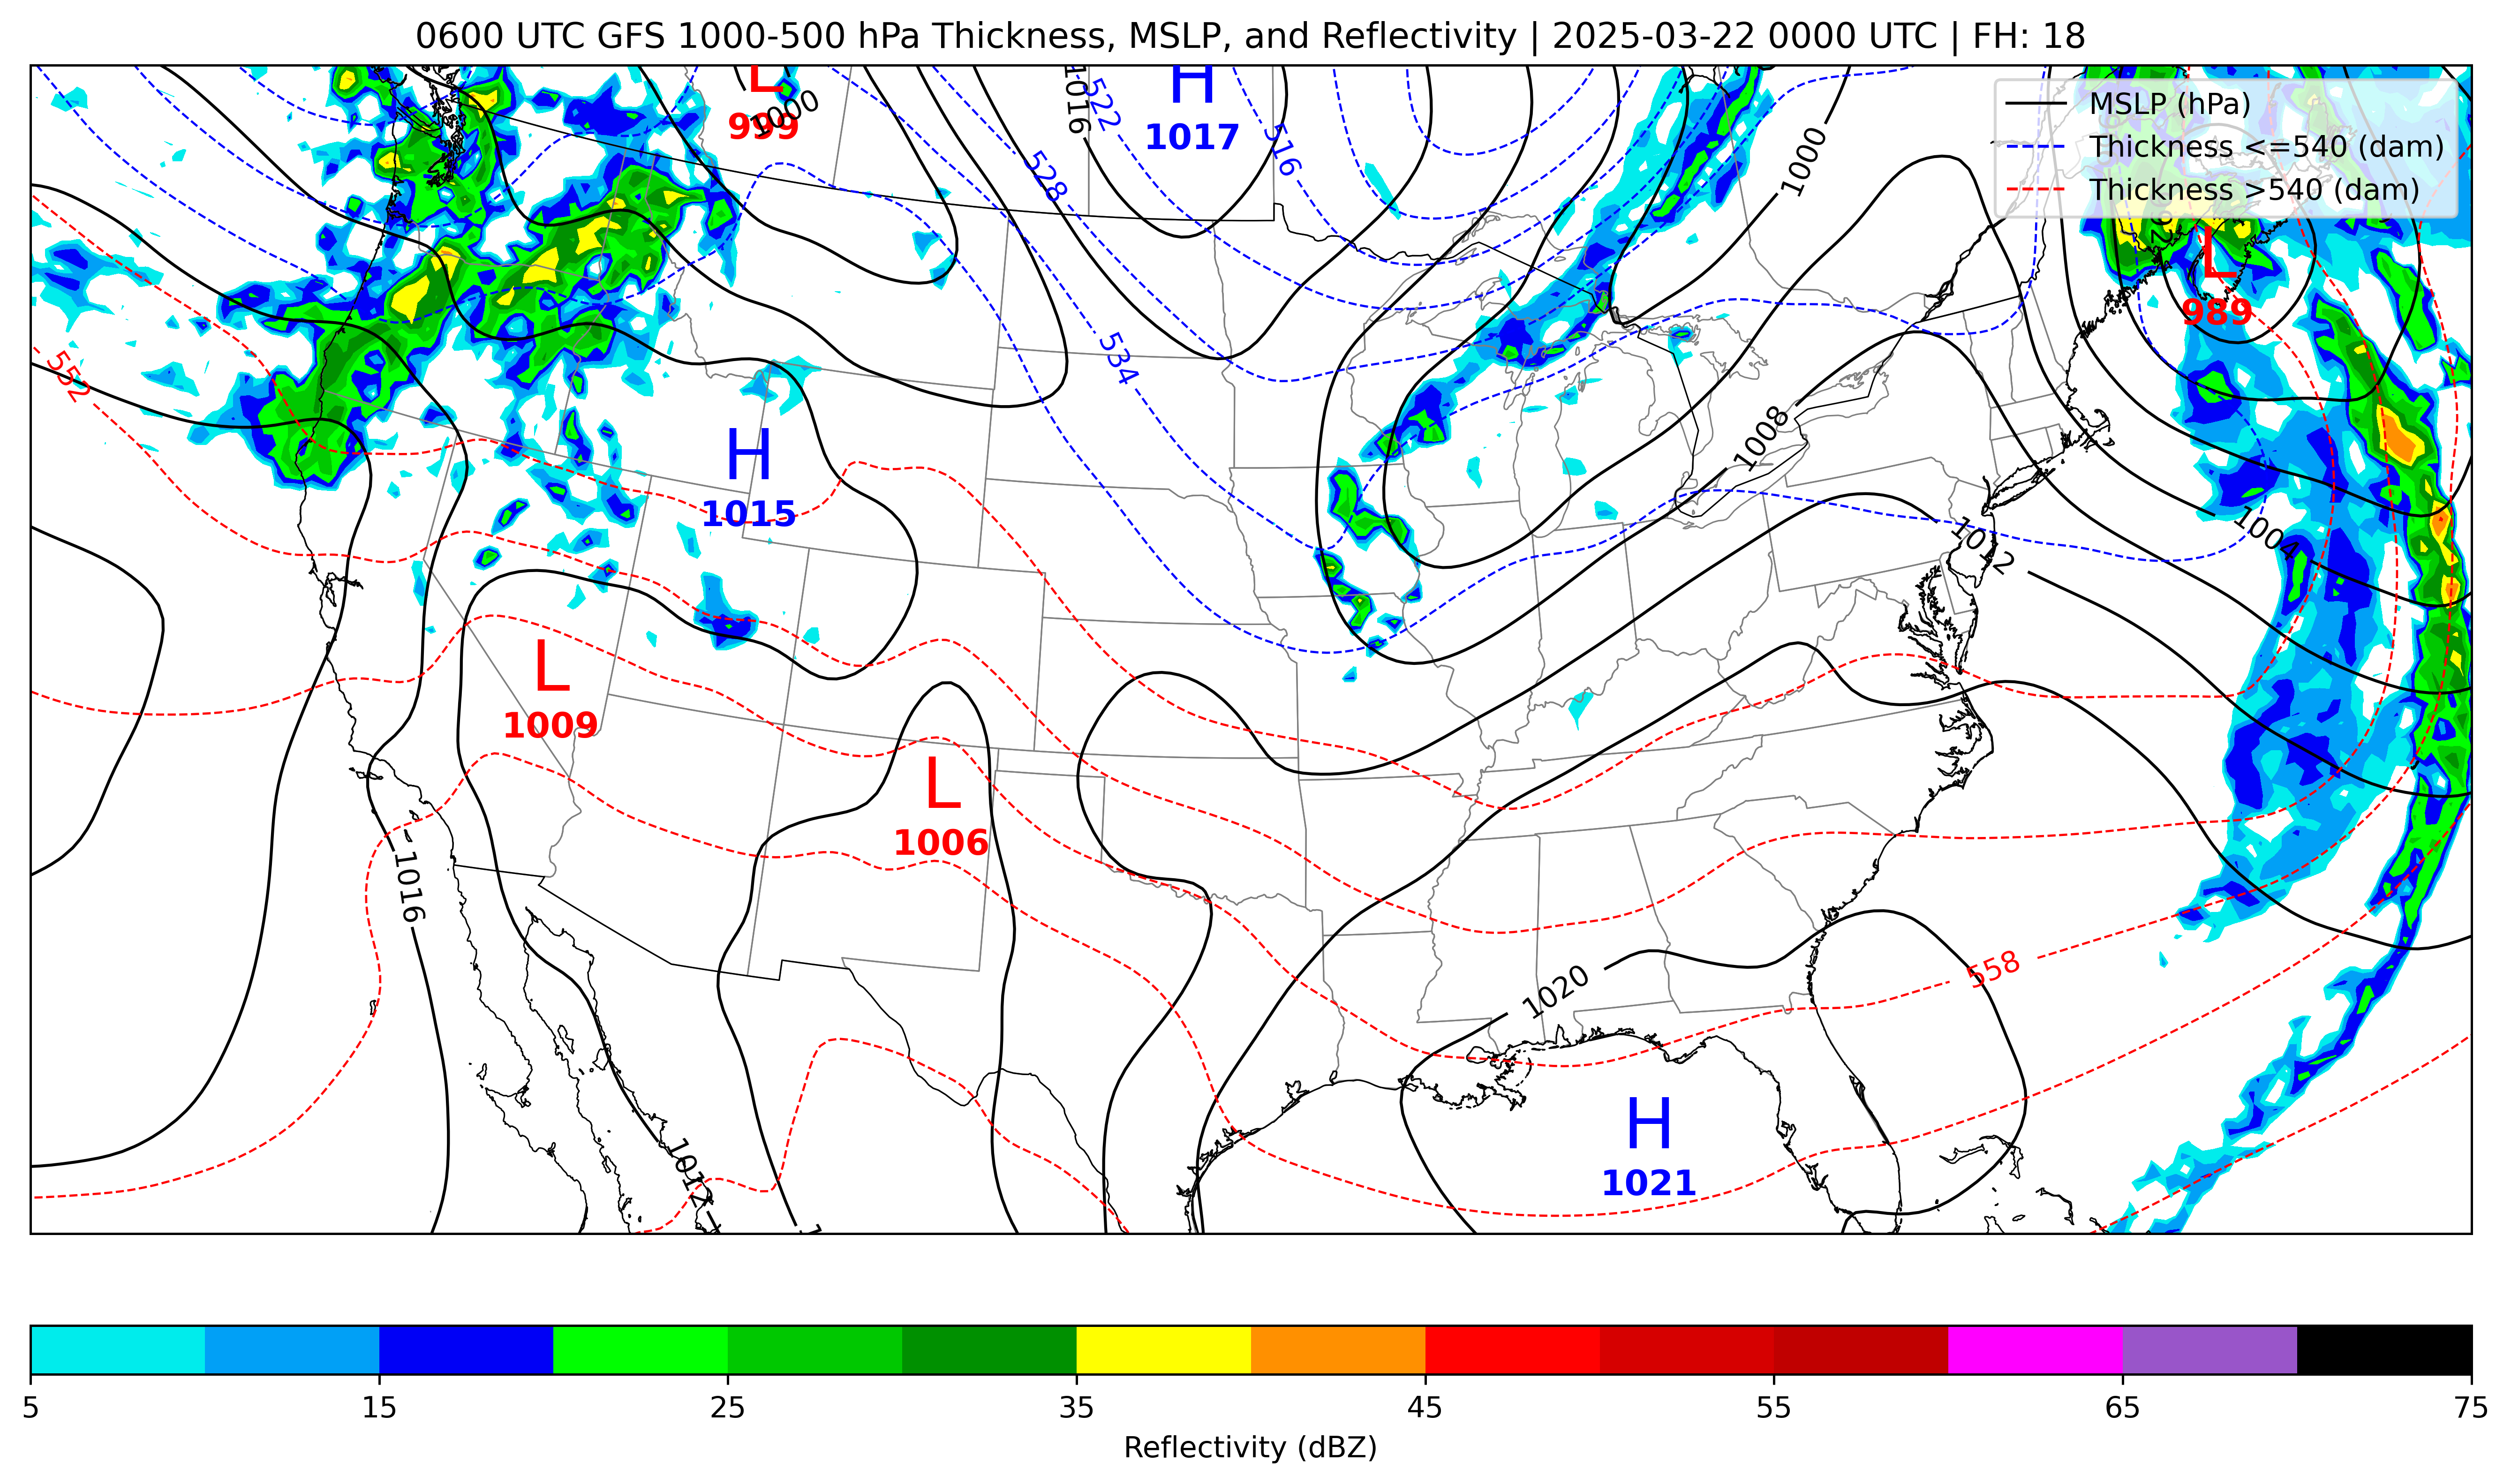 0600 UTC GFS 1000-500 hPa Thickness, MSLP, and Reflectivity | 2025-03-22 0000 UTC | FH: 18
MSLP (hPa)
Thickness <=540 (dam)
Thickness >540 (dam)
L
999
1000
1016
522
H
1017
516
528
1000
L
989
534
552
H
1015
1008
1012
1004
L
1009
L
1006
1016
558
1020
H
1021
1012
5
15
25
35
45
55
65
75
Reflectivity (dBZ)